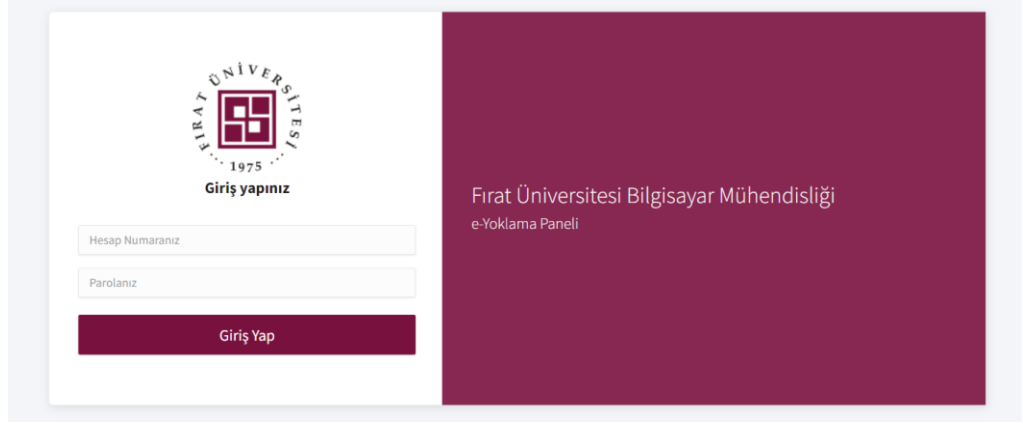 FIRAT ÜNİVERSİTESİ
1975
Giriş yapınız
Hesap Numaranız
Parolanız
Giriş Yap
Fırat Üniversitesi Bilgisayar Mühendisliği
e-Yoklama Paneli